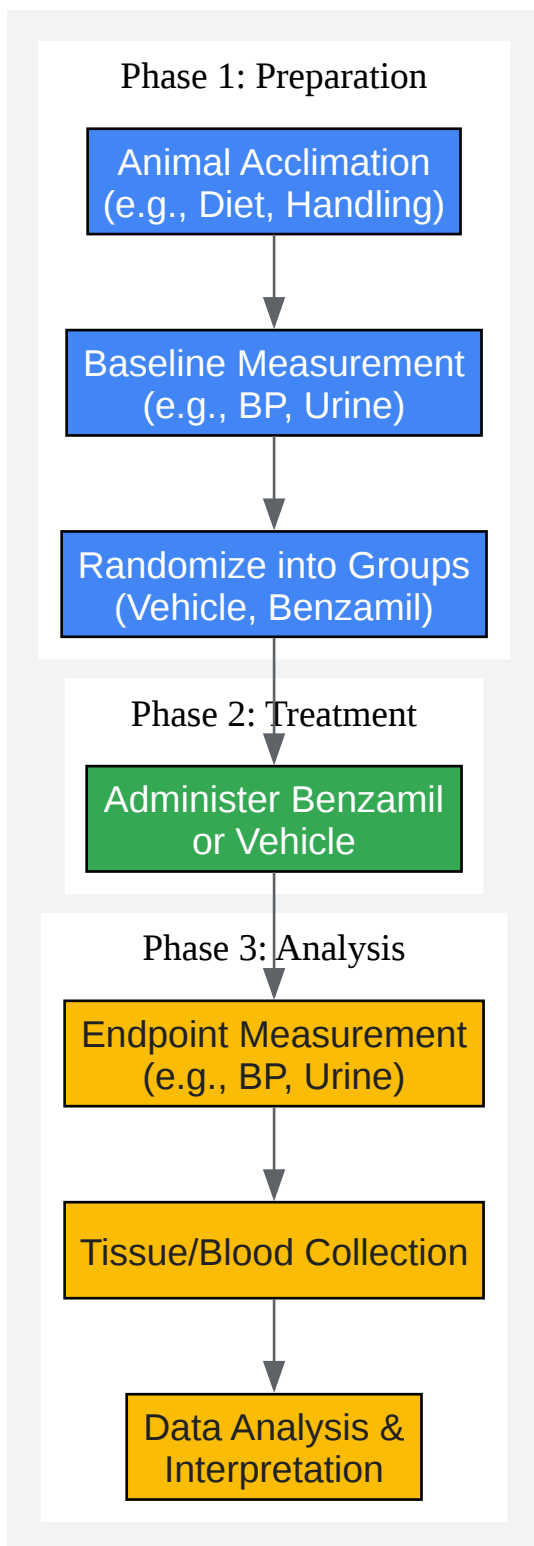 Phase 1: Preparation
Animal Acclimation
(e.g., Diet, Handling)
Baseline Measurement
(e.g., BP, Urine)
Randomize into Groups
(Vehicle, Benzamil)
Phase 2: Treatment
Administer Benzamil
or Vehicle
Phase 3: Analysis
Endpoint Measurement
(e.g., BP, Urine)
Tissue/Blood Collection
Data Analysis &
Interpretation